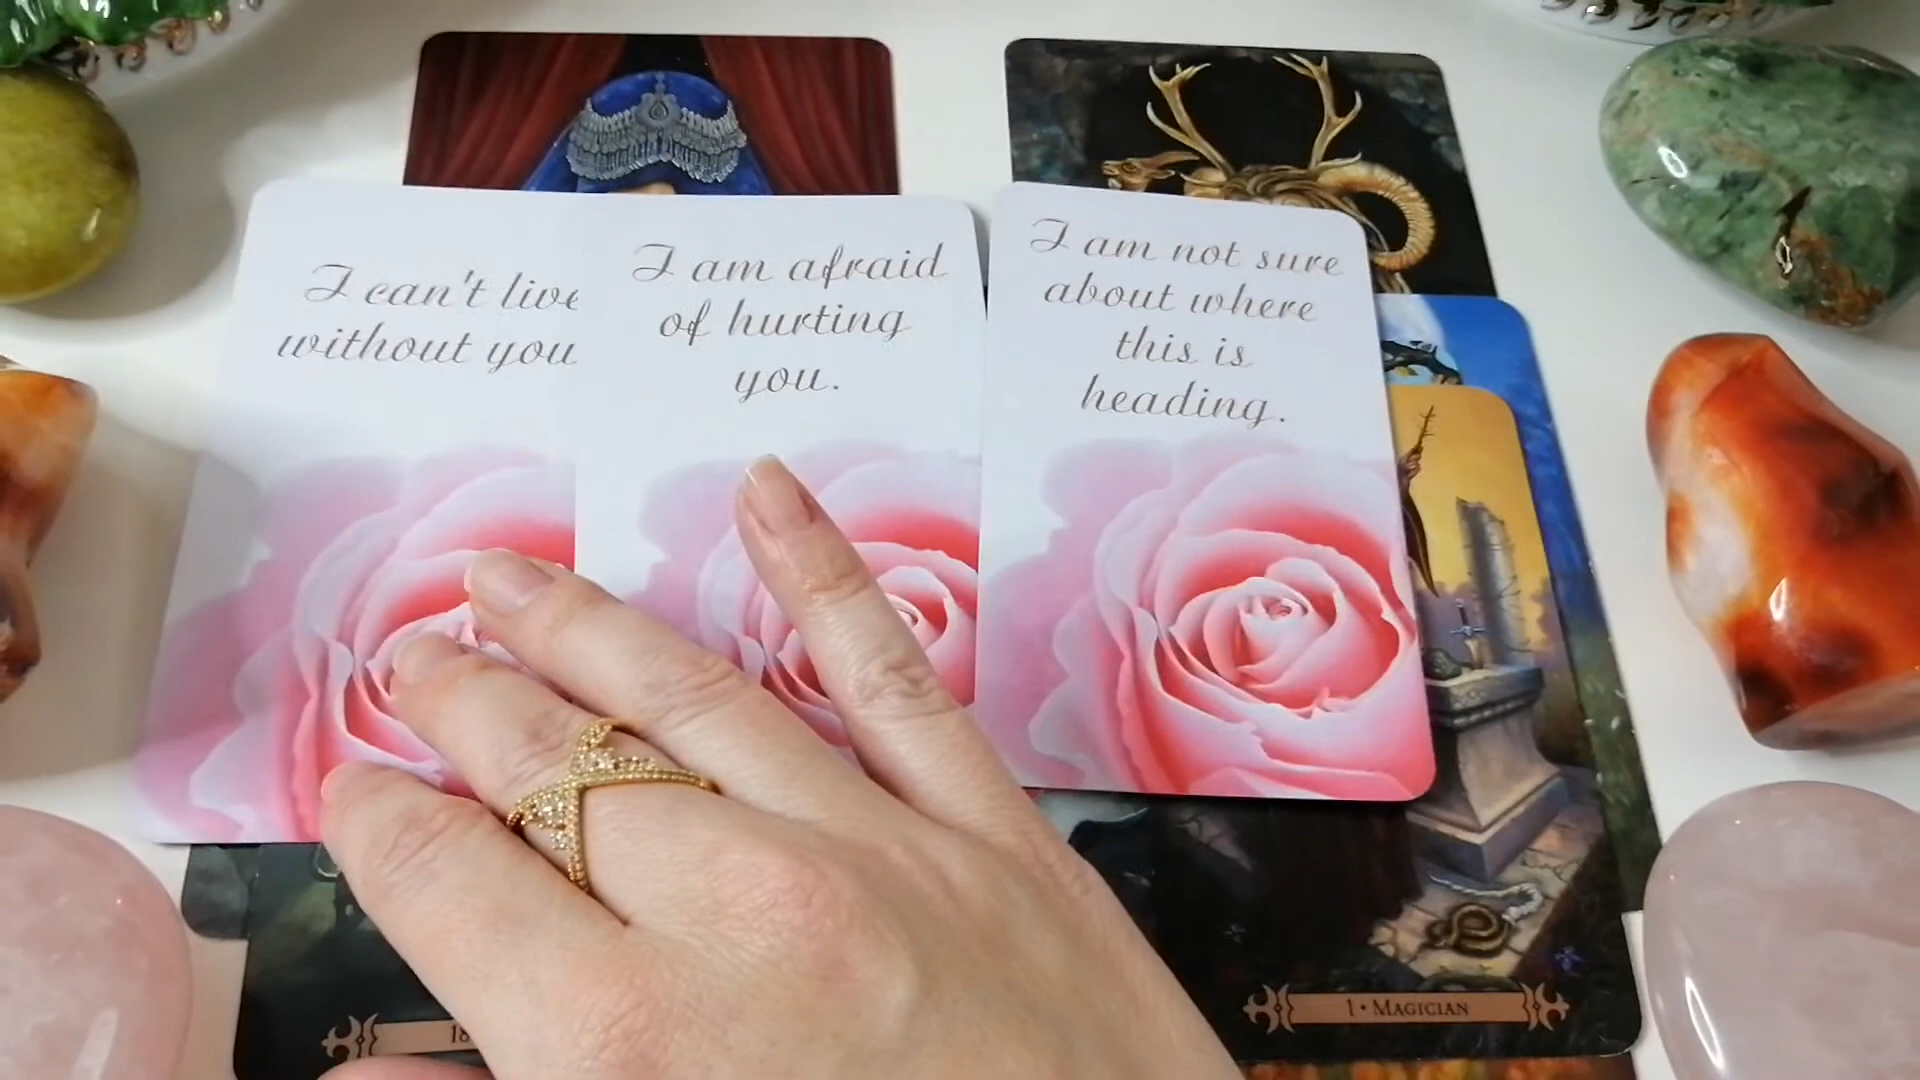 I can't live
without you
I am afraid
of hurting
you.
I am not sure
about where
this is
heading.
18
1 • MAGICIAN